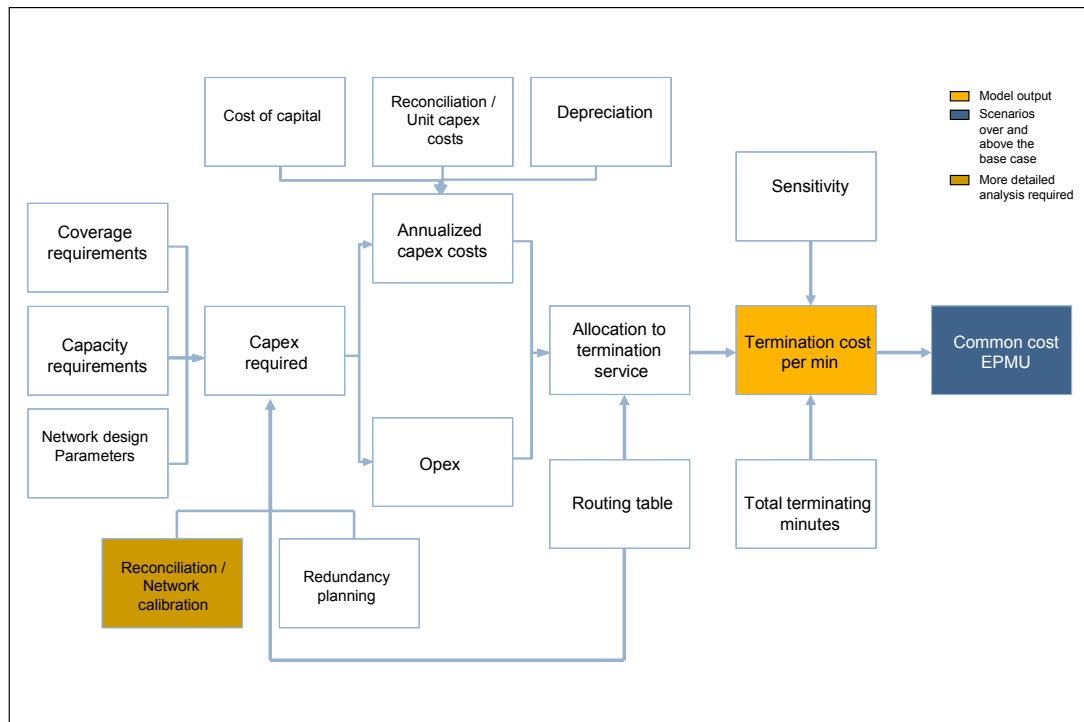 Cost of capital
Reconciliation /
Unit capex
costs
Depreciation
Model output
Scenarios
over and
above the
base case
More detailed
analysis required
Sensitivity
Coverage
requirements
Annualized
capex costs
Capacity
requirements
Capex
required
Allocation to
termination
service
Termination cost
per min
Common cost
EPMU
Network design
Parameters
Opex
Routing table
Total terminating
minutes
Reconciliation /
Network
calibration
Redundancy
planning